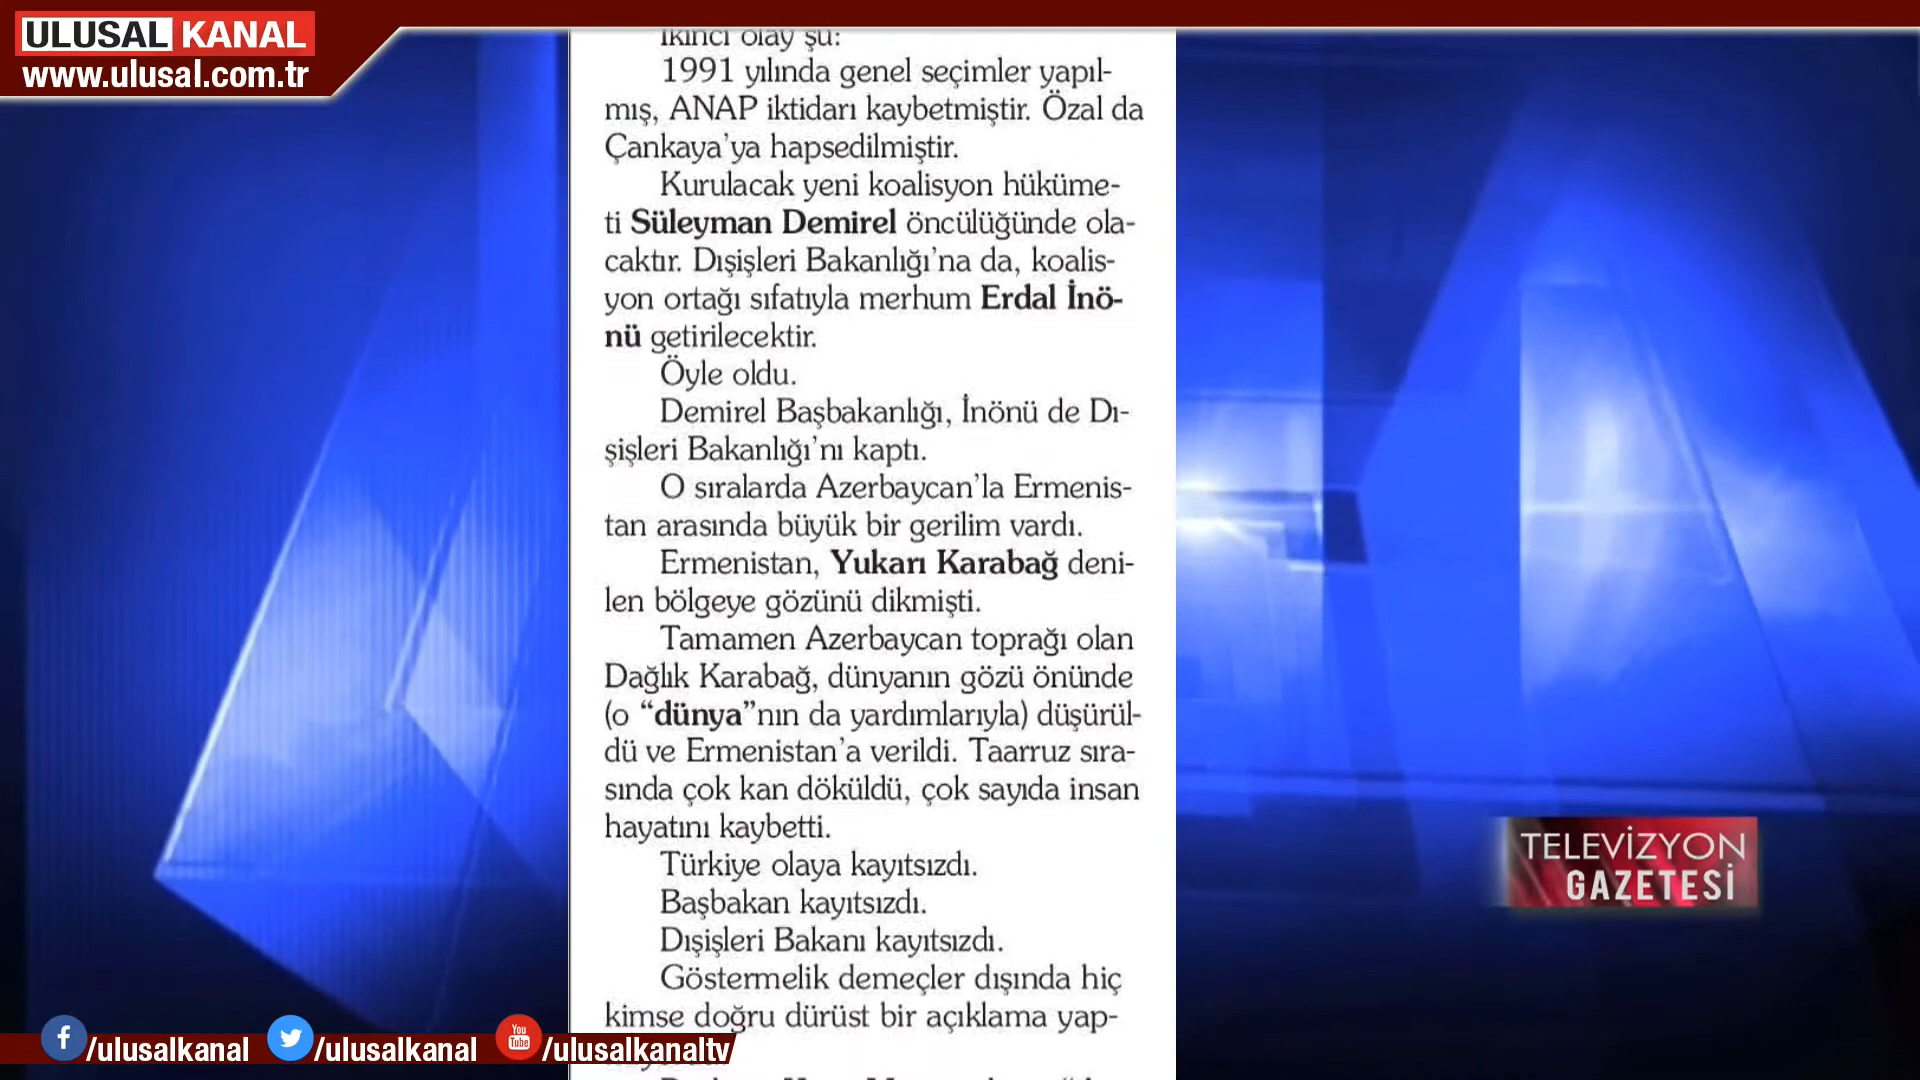 ULUSAL KANAL
www.ulusal.com.tr
İkinci olay şu:
1991 yılında genel seçimler yapıl-
mış, ANAP iktidarı kaybetmiştir. Özal da
Çankaya'ya hapsedilmiştir.
Kurulacak yeni koalisyon hüküme-
ti Süleyman Demirel öncülüğünde ola-
caktır. Dışişleri Bakanlığı'na da, koalis-
yon ortağı sıfatıyla merhum Erdal İnö-
nü getirilecektir.
Öyle oldu.
Demirel Başbakanlığı, İnönü de Dı-
şişleri Bakanlığı'nı kaptı.
O sıralarda Azerbaycan'la Ermenis-
tan arasında büyük bir gerilim vardı.
Ermenistan, Yukarı Karabağ deni-
len bölgeye gözünü dikmişti.
Tamamen Azerbaycan toprağı olan
Dağlık Karabağ, dünyanın gözü önünde
(o “dünya”nın da yardımlarıyla) düşürül-
dü ve Ermenistan'a verildi. Taarruz sıra-
sında çok kan döküldü, çok sayıda insan
hayatını kaybetti.
Türkiye olaya kayıtsızdı.
Başbakan kayıtsızdı.
Dışişleri Bakanı kayıtsızdı.
Göstermelik demeçler dışında hiç
kimse doğru dürüst bir açıklama yap-
TELEVİZYON
GAZETESİ
f /ulusalkanal /ulusalkanal You Tube /ulusalkanaltv